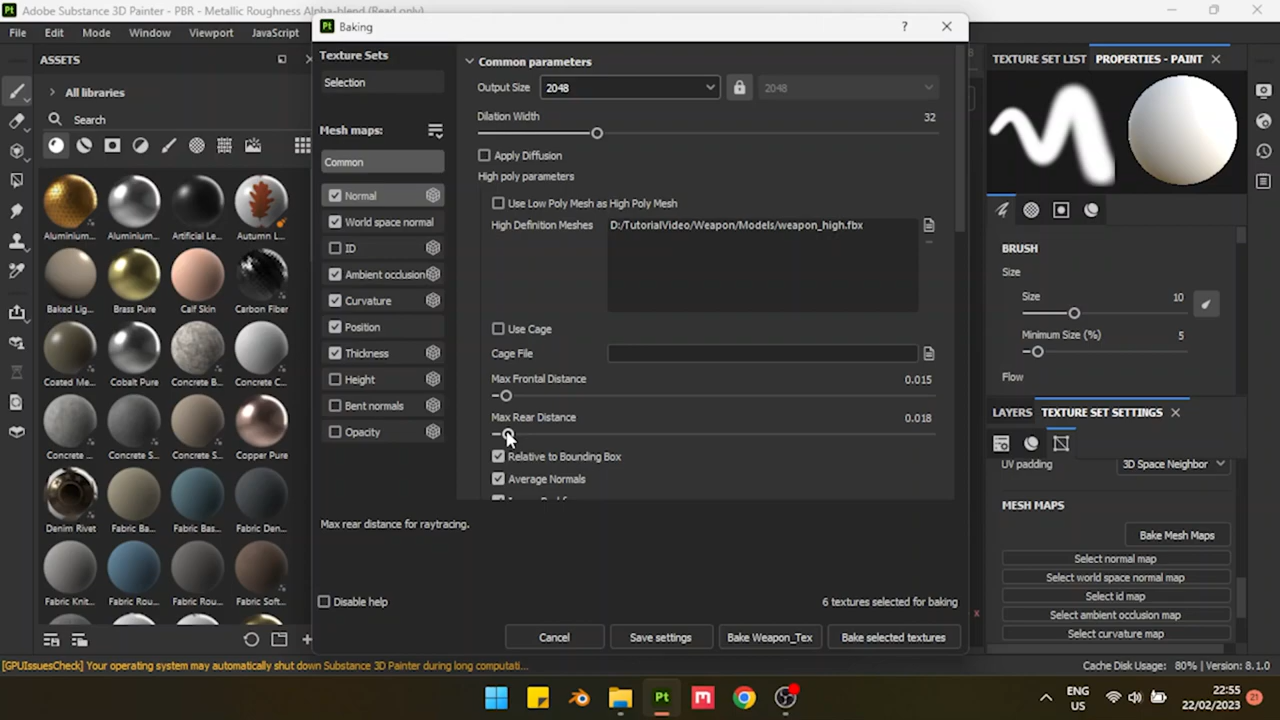 Pt Adobe Substance 3D Painter - PBR - Metallic Roughness Alpha-blend (Read only)
File Edit Mode Window Viewport JavaScript
ASSETS
All libraries
Search
Aluminium... Aluminium... Artificial Le... Autumn L...
Baked Lig... Brass Pure Calf Skin Carbon Fiber
Coated Me... Cobalt Pure Concrete B... Concrete C...
Concrete ... Concrete D... Concrete S... Copper Pure
Denim Rivet Fabric Ba... Fabric Bas... Fabric Den...
Fabric Knit... Fabric Rou... Fabric Rou... Fabric Soft...
Pt Baking
Texture Sets
Selection
Mesh maps:
Common
Normal
World space normal
ID
Ambient occlusion
Curvature
Position
Thickness
Height
Bent normals
Opacity
Common parameters
Output Size 2048 2048
Dilation Width 32
Apply Diffusion
High poly parameters
Use Low Poly Mesh as High Poly Mesh
High Definition Meshes D:/TutorialVideo/Weapon/Models/weapon_high.fbx
Use Cage
Cage File
Max Frontal Distance 0.015
Max Rear Distance 0.018
Relative to Bounding Box
Average Normals
Max rear distance for raytracing.
Disable help
6 textures selected for baking
Cancel Save settings Bake Weapon_Tex Bake selected textures
TEXTURE SET LIST PROPERTIES - PAINT
BRUSH
Size
Size 10
Minimum Size (%) 5
Flow
LAYERS TEXTURE SET SETTINGS
UV padding 3D Space Neighbor
MESH MAPS
Bake Mesh Maps
Select normal map
Select world space normal map
Select id map
Select ambient occlusion map
Select curvature map
[GPUIssuesCheck] Your operating system may automatically shut down Substance 3D Painter during long computati...
Cache Disk Usage: 80% | Version: 8.1.0
Pt
ENG
US
22:55
22/02/2023
21